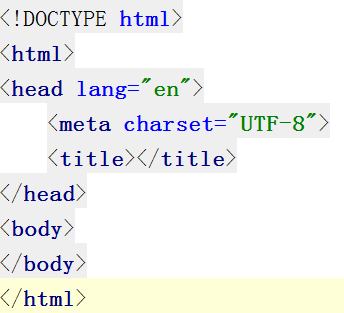 <!DOCTYPE html>
<html>
<head lang="en">
    <meta charset="UTF-8">
    <title></title>
</head>
<body>
</body>
</html>